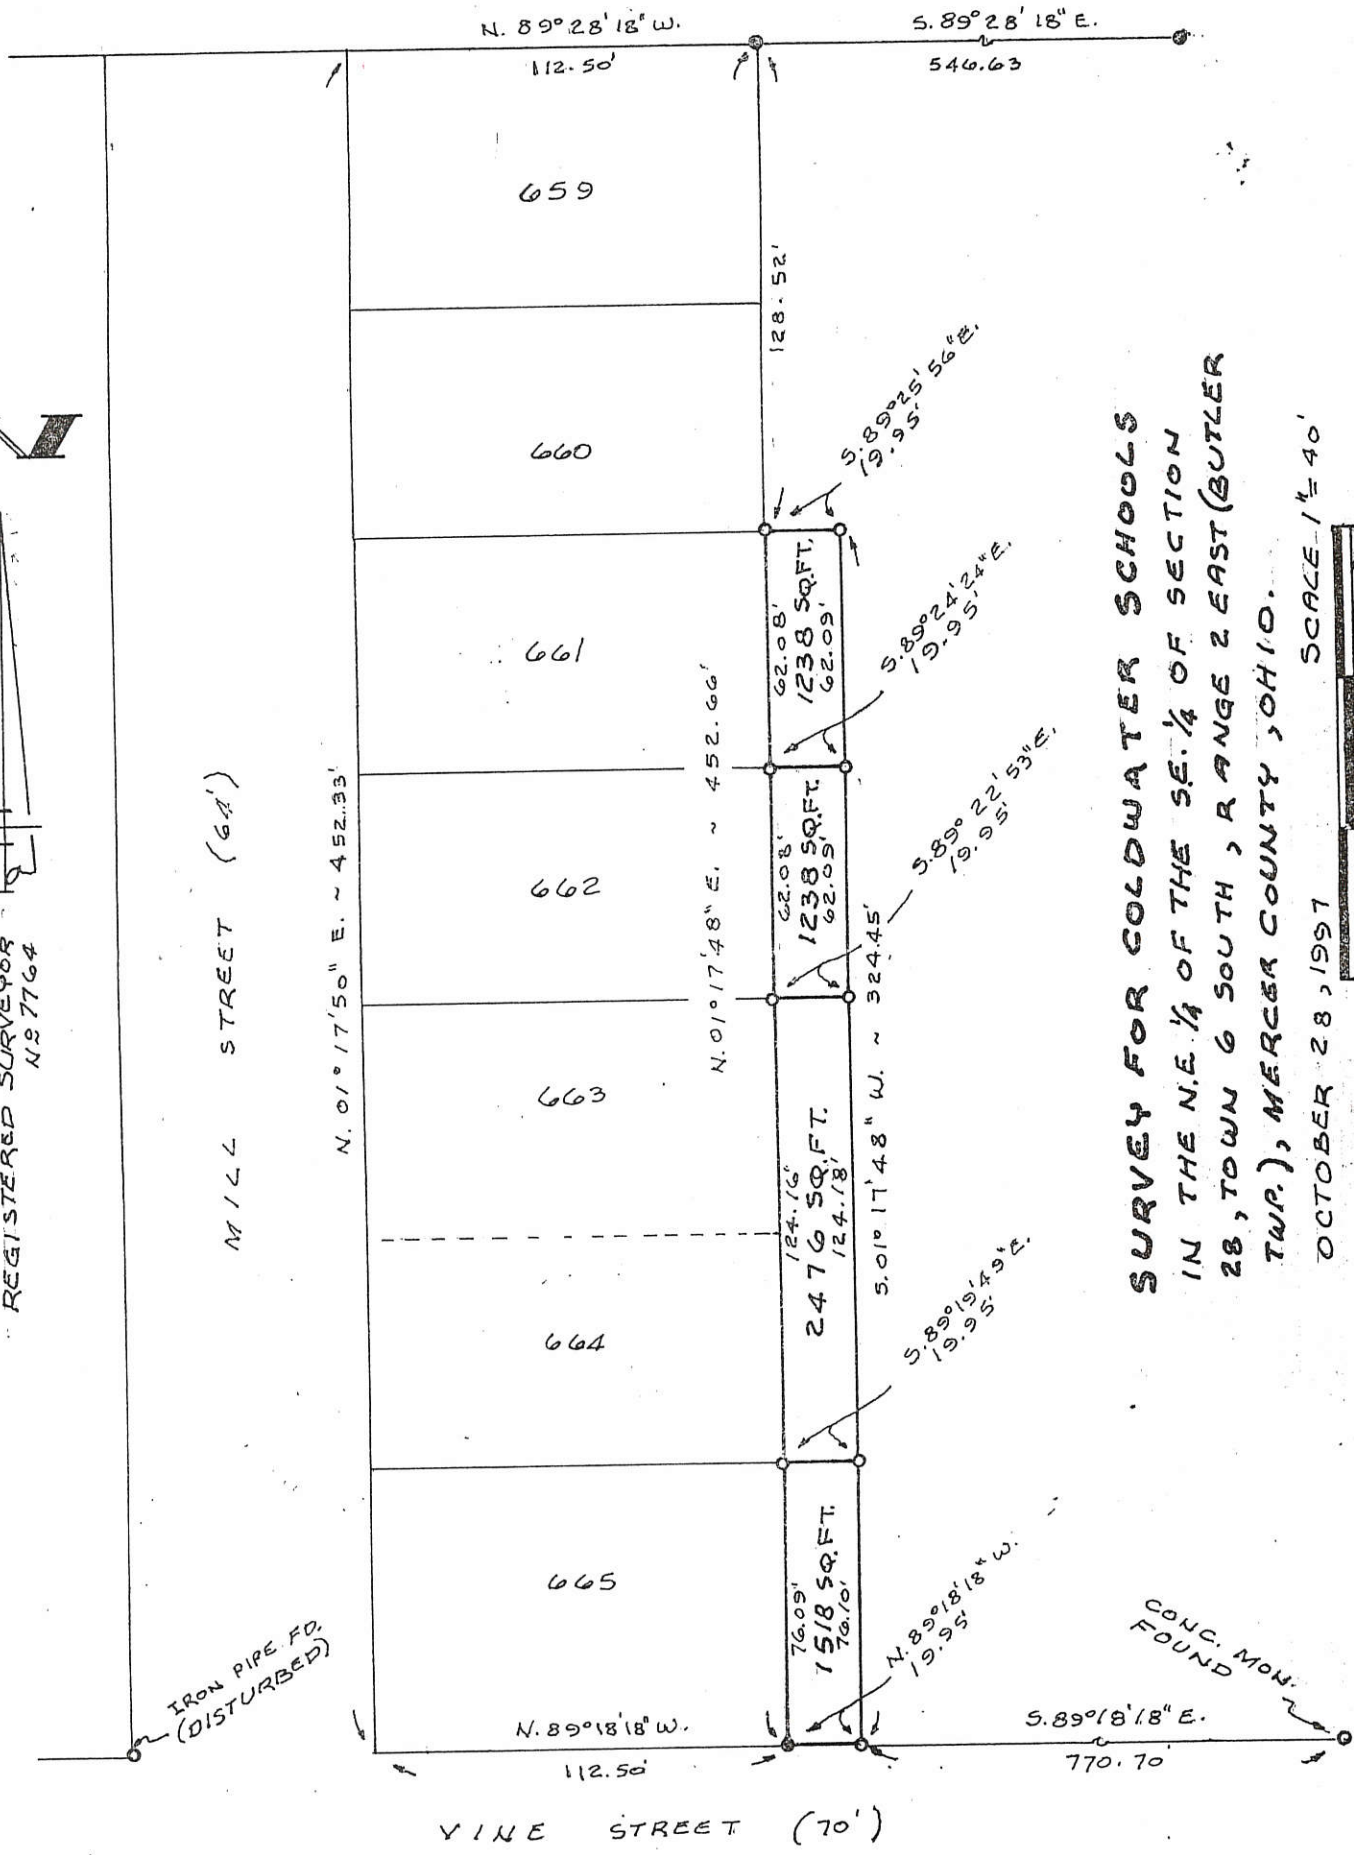 N. 89° 28' 18" W.
S. 89° 28' 18" E.
112.50'
546.63
659
128.52'
660
S. 89° 25' 56" E.
19.95'
661
62.08'
1238 SQ.FT.
62.09'
S. 89° 24' 24" E.
19.95'
N. 01° 17' 48" E. ~ 452.66'
662
62.08'
1238 SQ.FT.
62.09'
S. 89° 22' 53" E.
19.95'
MILL STREET (64')
N. 01° 17' 50" E. ~ 452.33'
663
124.16'
2476 SQ.FT.
124.18'
S. 01° 17' 48" W. ~ 324.45'
664
S. 89° 19' 49" E.
19.95'
665
76.09'
1518 SQ.FT.
76.10'
N. 89° 18' 18" W.
19.95'
IRON PIPE FD.
(DISTURBED)
CONC. MON.
FOUND
N. 89° 18' 18" W.
112.50'
S. 89° 18' 18" E.
770.70'
VINE STREET (70')
REGISTERED SURVEYOR
Nº 7764
SURVEY FOR COLDWATER SCHOOLS
IN THE N.E. 1/4 OF THE S.E. 1/4 OF SECTION
28, TOWN 6 SOUTH, RANGE 2 EAST (BUTLER
TWP.), MERCER COUNTY, OHIO.
OCTOBER 28, 1997
SCALE - 1" = 40'